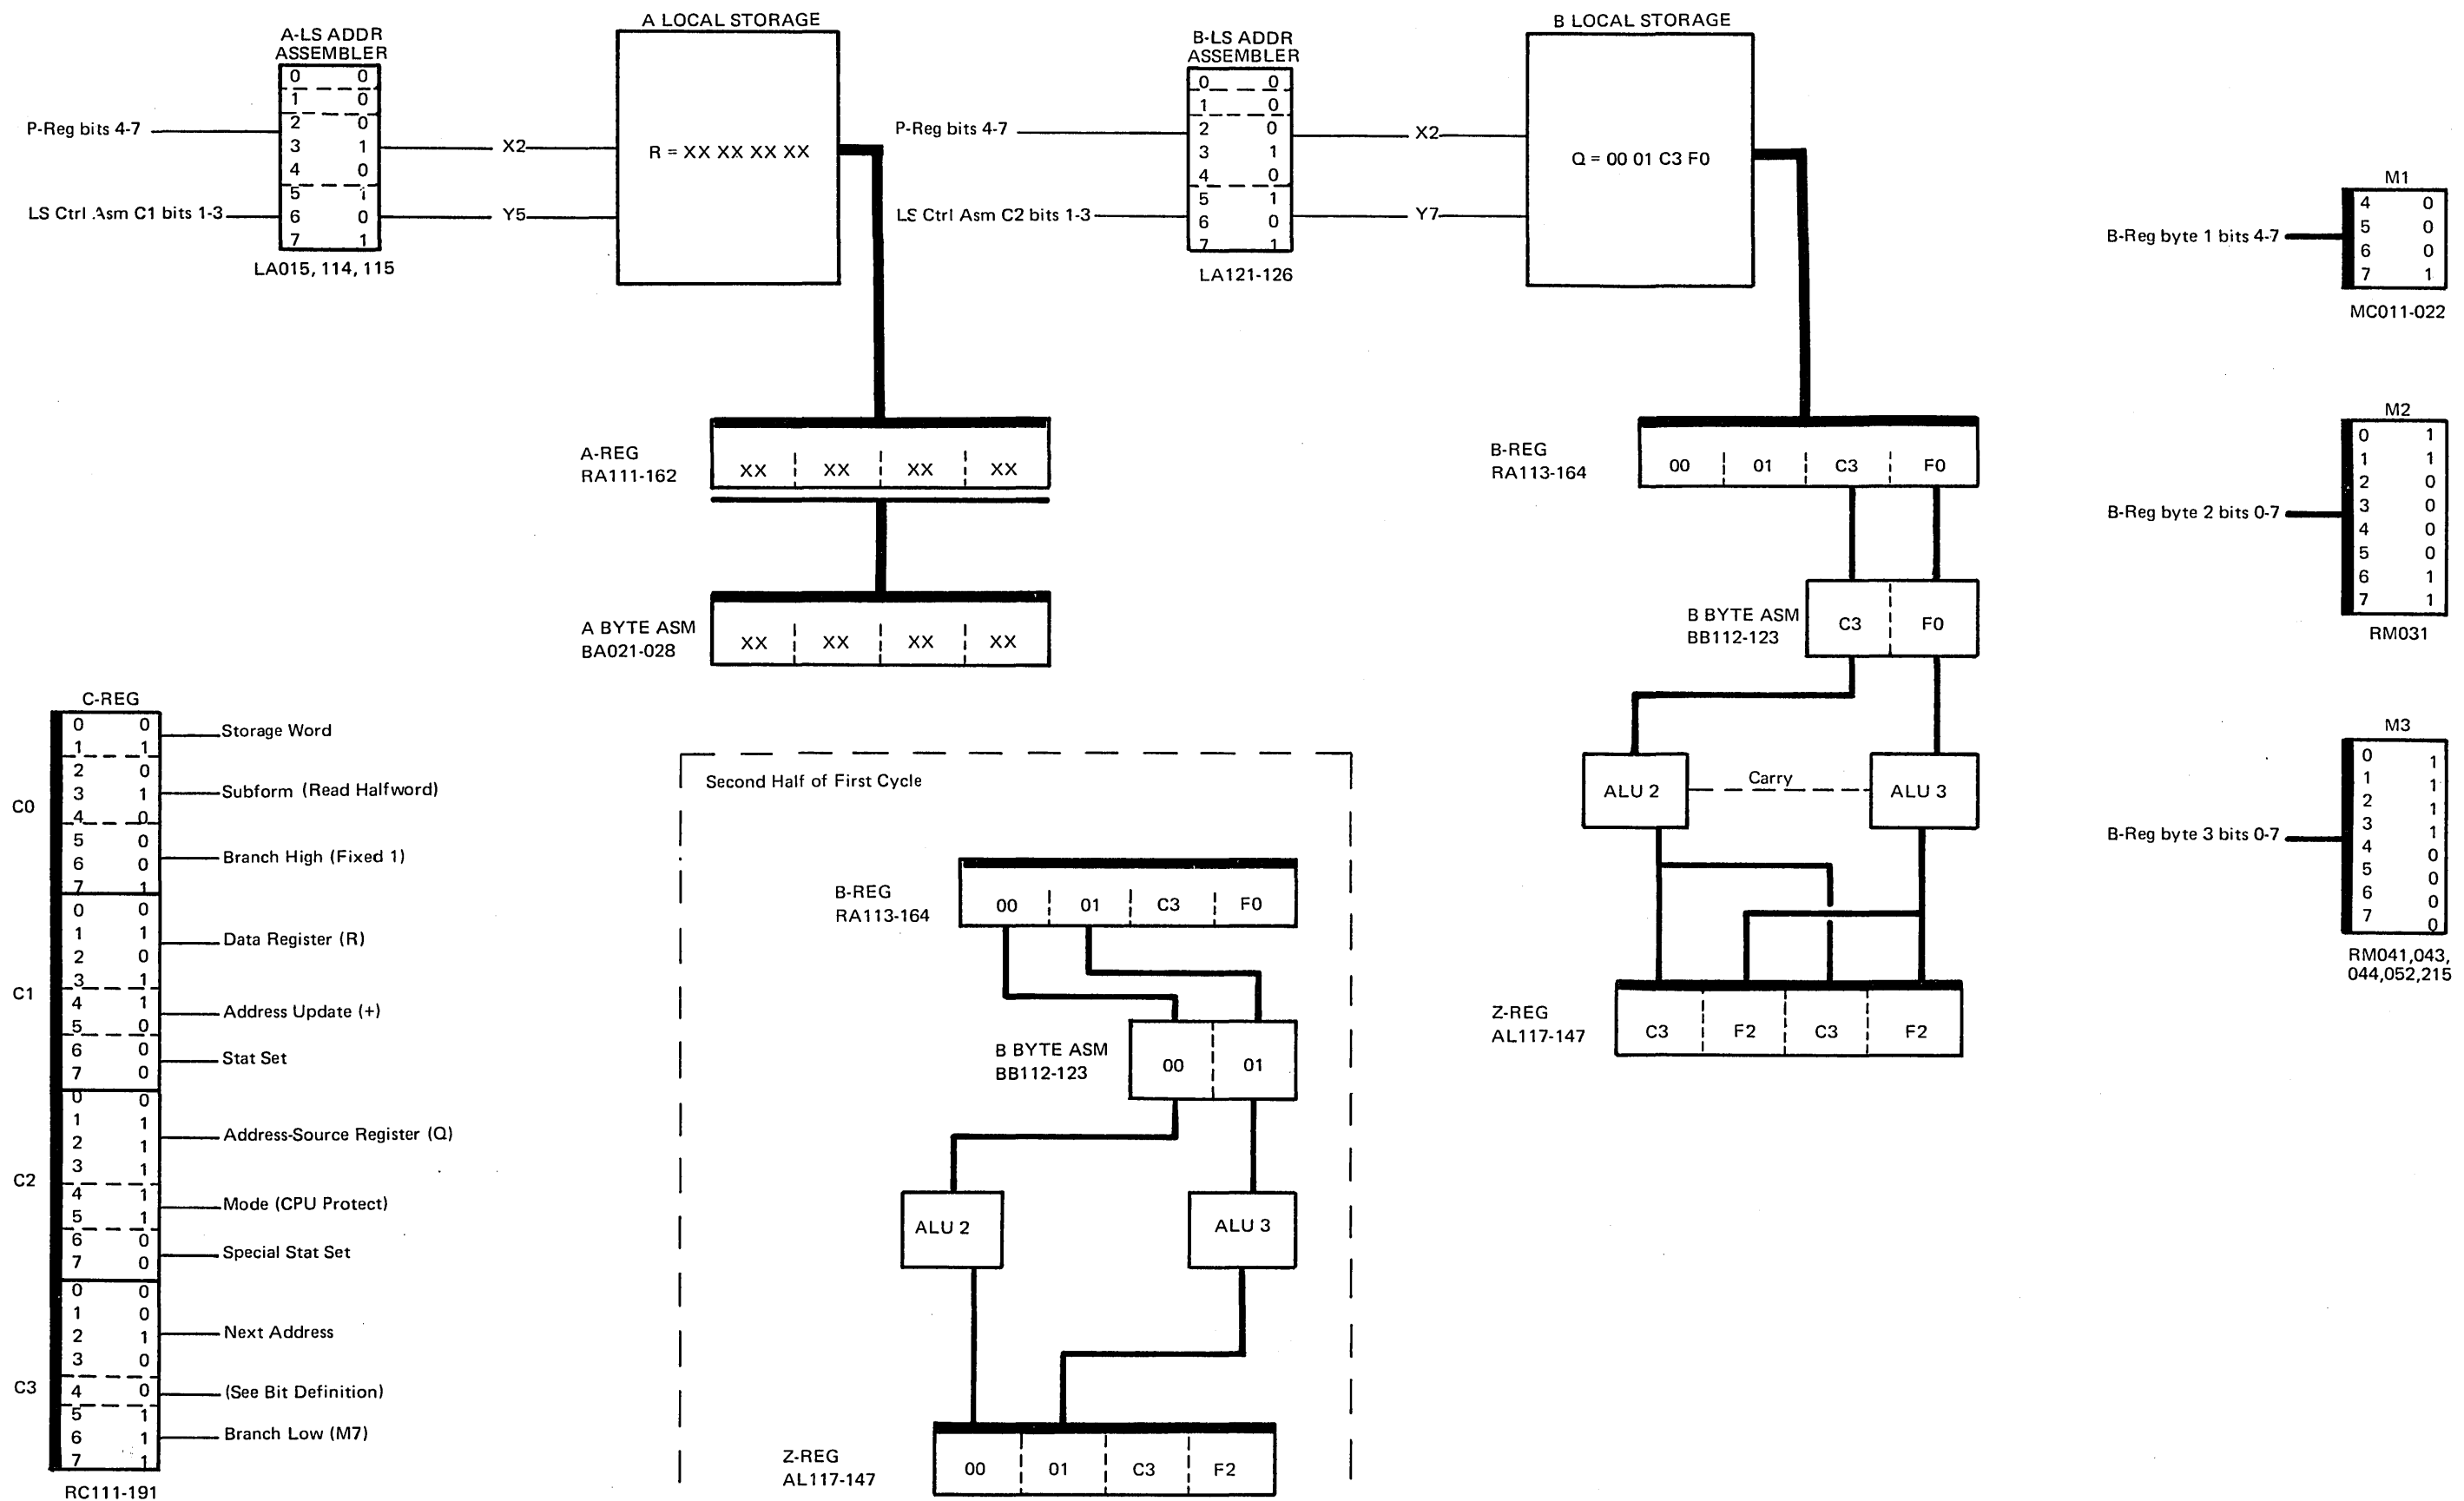 A-LS ADDR
ASSEMBLER
0 0
1 0
2 0
3 1
4 0
5 1
6 0
7 1
LA015, 114, 115
P-Reg bits 4-7
LS Ctrl Asm C1 bits 1-3
X2
Y5
A LOCAL STORAGE
R = XX XX XX XX
A-REG
RA111-162
XX XX XX XX
A BYTE ASM
BA021-028
XX XX XX XX
B-LS ADDR
ASSEMBLER
0 0
1 0
2 0
3 1
4 0
5 1
6 0
7 1
LA121-126
P-Reg bits 4-7
LS Ctrl Asm C2 bits 1-3
X2
Y7
B LOCAL STORAGE
Q = 00 01 C3 F0
B-REG
RA113-164
00 01 C3 F0
B BYTE ASM
BB112-123
C3 F0
ALU 2
Carry
ALU 3
Z-REG
AL117-147
C3 F2 C3 F2
M1
4 0
5 0
6 0
7 1
B-Reg byte 1 bits 4-7
MC011-022
M2
0 1
1 1
2 0
3 0
4 0
5 0
6 1
7 1
B-Reg byte 2 bits 0-7
RM031
M3
0 1
1 1
2 1
3 1
4 0
5 0
6 0
7 0
B-Reg byte 3 bits 0-7
RM041,043,
044,052,215
C-REG
C0
0 0
1 1
Storage Word
2 0
3 1
4 0
Subform (Read Halfword)
5 0
6 0
7 1
Branch High (Fixed 1)
C1
0 0
1 1
2 0
3 1
Data Register (R)
4 1
5 0
Address Update (+)
6 0
7 0
Stat Set
C2
0 0
1 1
2 1
3 1
Address-Source Register (Q)
4 1
5 1
Mode (CPU Protect)
6 0
7 0
Special Stat Set
C3
0 0
1 0
2 1
3 0
Next Address
4 0
(See Bit Definition)
5 1
6 1
7 1
Branch Low (M7)
RC111-191
Second Half of First Cycle
B-REG
RA113-164
00 01 C3 F0
B BYTE ASM
BB112-123
00 01
ALU 2
ALU 3
Z-REG
AL117-147
00 01 C3 F2